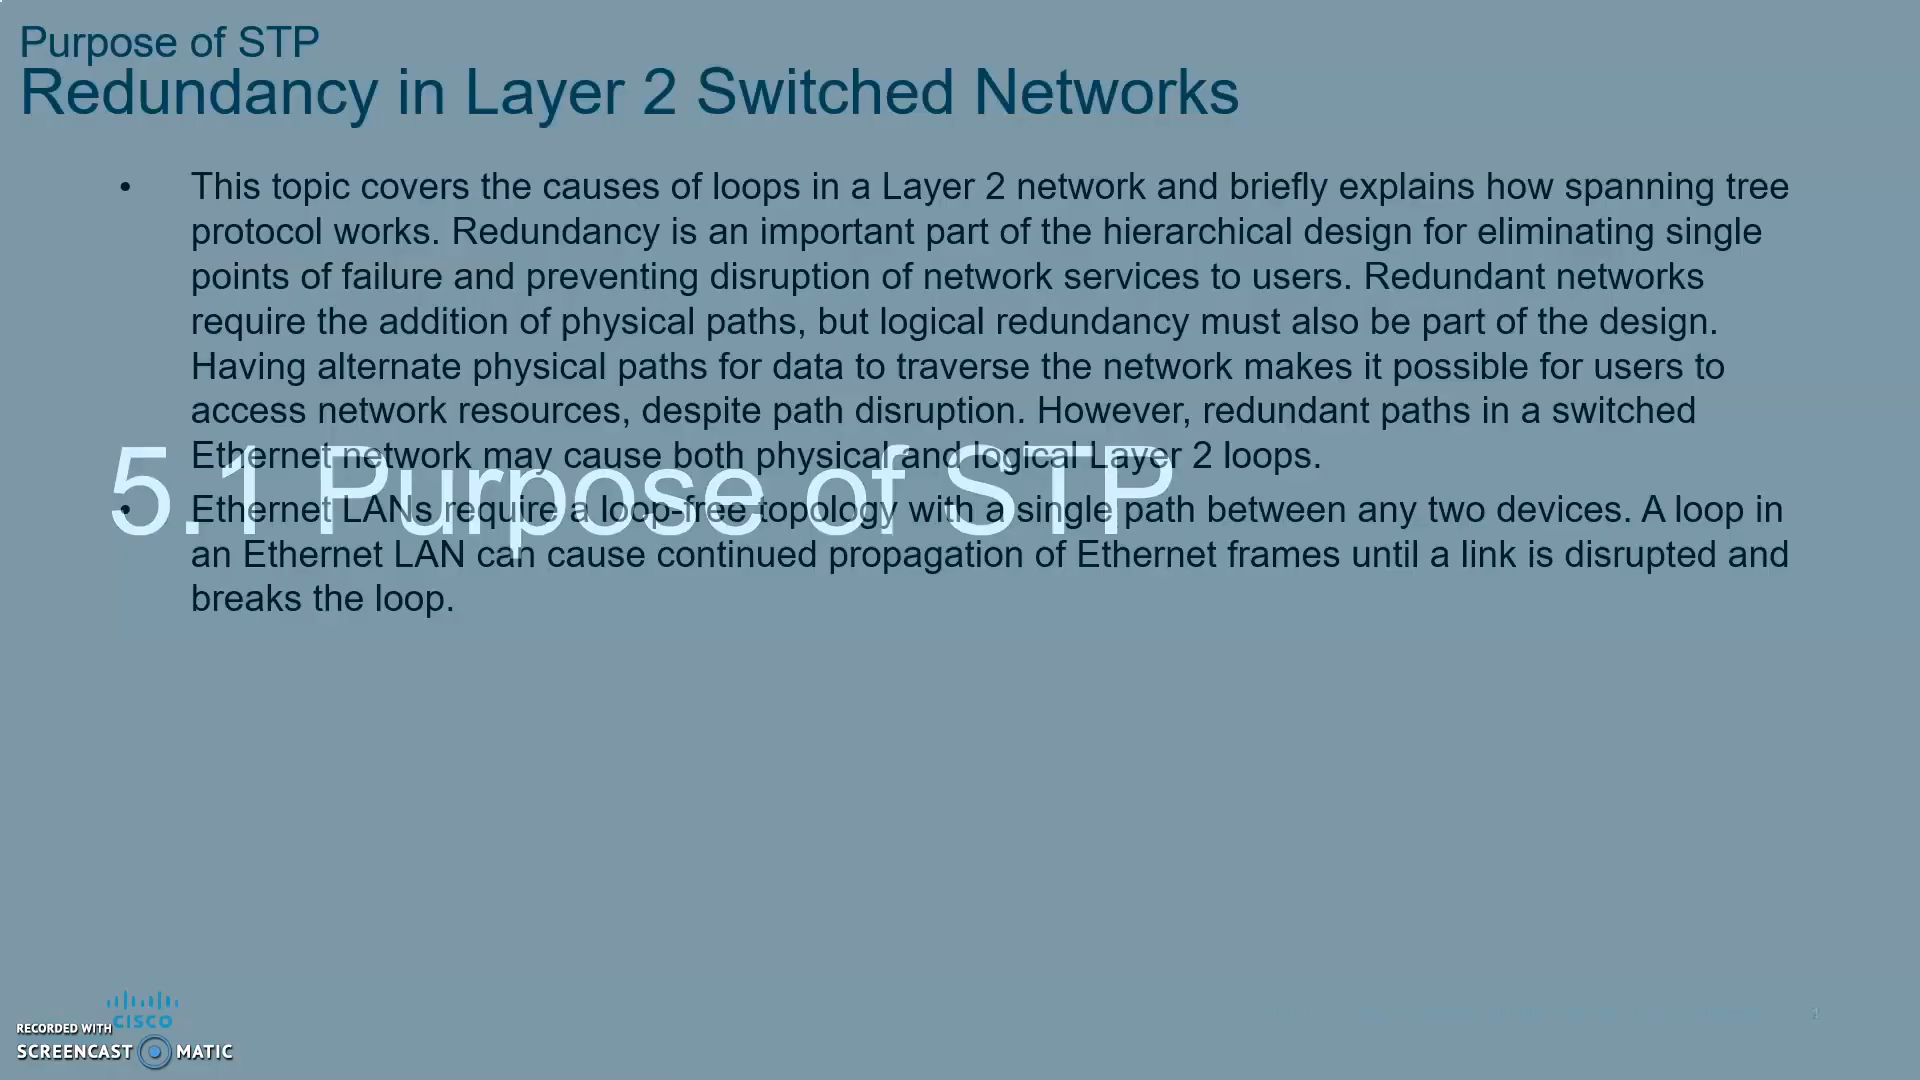 Purpose of STP
Redundancy in Layer 2 Switched Networks
• This topic covers the causes of loops in a Layer 2 network and briefly explains how spanning tree
protocol works. Redundancy is an important part of the hierarchical design for eliminating single
points of failure and preventing disruption of network services to users. Redundant networks
require the addition of physical paths, but logical redundancy must also be part of the design.
Having alternate physical paths for data to traverse the network makes it possible for users to
access network resources, despite path disruption. However, redundant paths in a switched
Ethernet network may cause both physical and logical Layer 2 loops.
5.1 Purpose of STP
• Ethernet LANs require a loop-free topology with a single path between any two devices. A loop in
an Ethernet LAN can cause continued propagation of Ethernet frames until a link is disrupted and
breaks the loop.
CISCO
RECORDED WITH
SCREENCAST MATIC